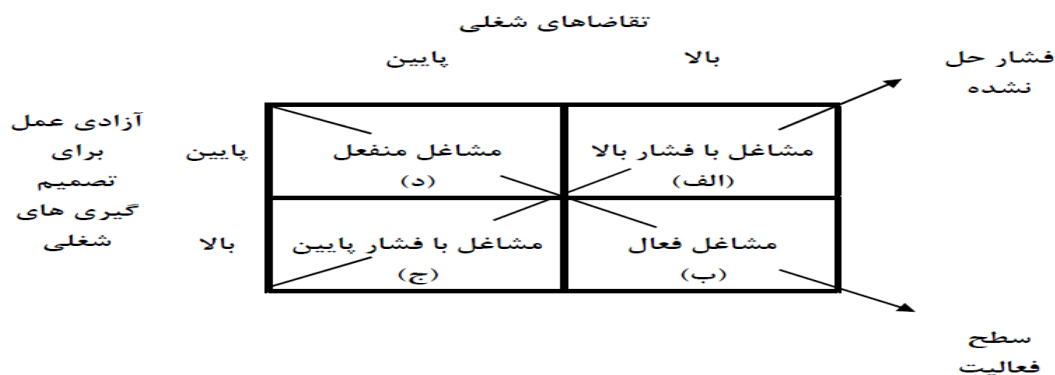 تقاضاهای شغلی
فشار حل
نشده
بالا
پایین
آزادی عمل
برای
تصمیم
گیری های
شغلی
پایین
مشاغل با فشار بالا
(الف)
مشاغل منفعل
(د)
بالا
مشاغل فعال
(ب)
مشاغل با فشار پایین
(ج)
سطح
فعالیت